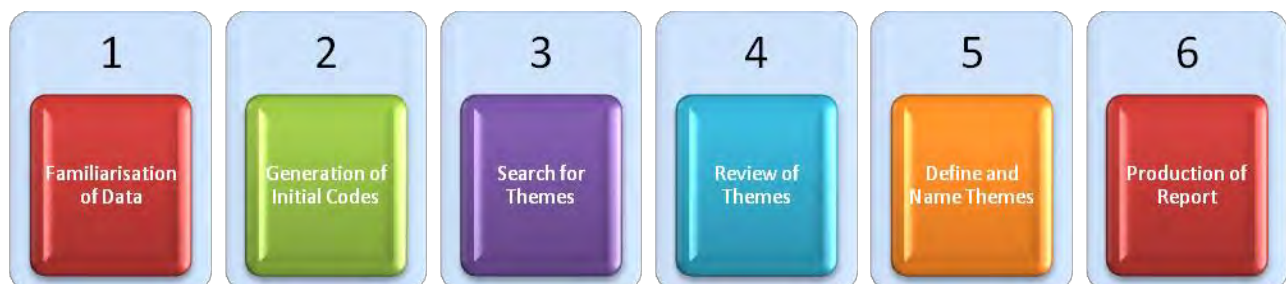 1
Familiarisation
of Data
2
Generation of
Initial Codes
3
Search for
Themes
4
Review of
Themes
5
Define and
Name Themes
6
Production of
Report